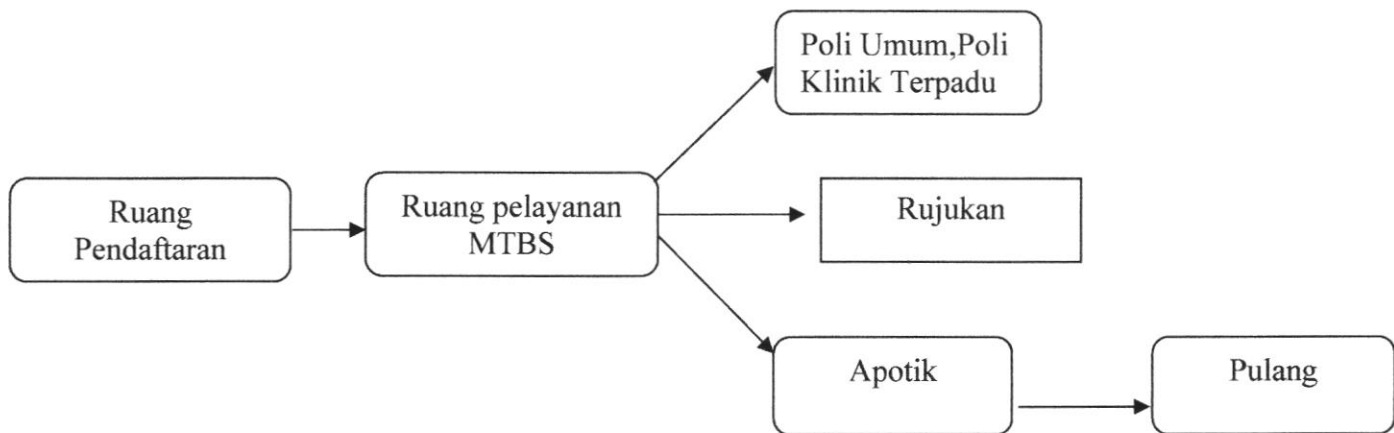 Poli Umum,Poli
Klinik Terpadu
Ruang
Pendaftaran
Ruang pelayanan
MTBS
Rujukan
Apotik
Pulang